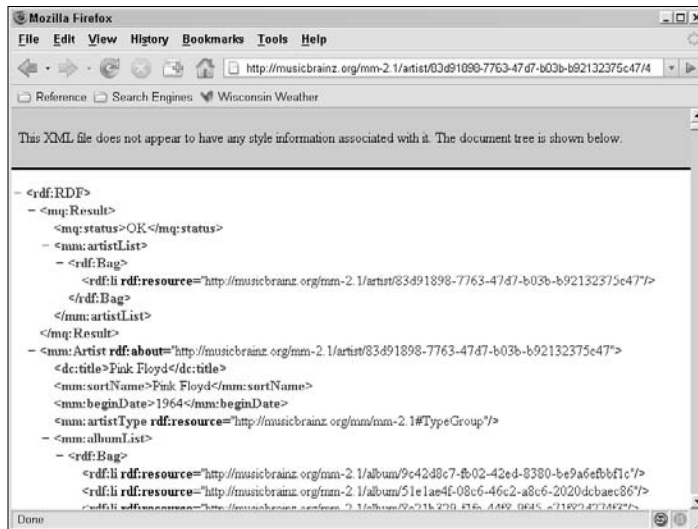 Mozilla Firefox
File Edit View History Bookmarks Tools Help
http://musicbrainz.org/mm-2.1/artist/83d91898-7763-47d7-b03b-b92132375c47/4
Reference Search Engines Wisconsin Weather
This XML file does not appear to have any style information associated with it. The document tree is shown below.
− <rdf:RDF>
− <mq:Result>
<mq:status>OK</mq:status>
− <mm:artistList>
− <rdf:Bag>
<rdf:li rdf:resource="http://musicbrainz.org/mm-2.1/artist/83d91898-7763-47d7-b03b-b92132375c47"/>
</rdf:Bag>
</mm:artistList>
</mq:Result>
− <mm:Artist rdf:about="http://musicbrainz.org/mm-2.1/artist/83d91898-7763-47d7-b03b-b92132375c47">
<dc:title>Pink Floyd</dc:title>
<mm:sortName>Pink Floyd</mm:sortName>
<mm:beginDate>1964</mm:beginDate>
<mm:artistType rdf:resource="http://musicbrainz.org/mm/mm-2.1#TypeGroup"/>
− <mm:albumList>
− <rdf:Bag>
<rdf:li rdf:resource="http://musicbrainz.org/mm-2.1/album/9c42d8c7-fb02-42ed-8380-be9a6efbbf1c"/>
<rdf:li rdf:resource="http://musicbrainz.org/mm-2.1/album/51e1ae4f-08c6-46c2-a8c6-2020dcbaec86"/>
<rdf:li
Done